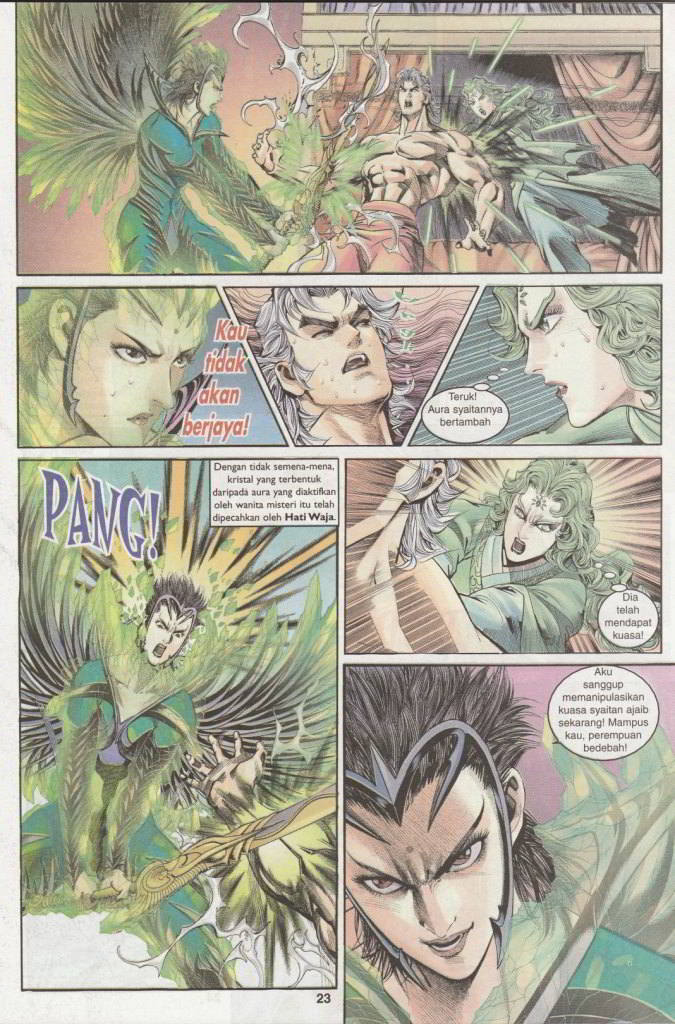 Kau
tidak
akan
berjaya!
Teruk!
Aura syaitannya
bertambah
PANG!
Dengan tidak semena-mena,
kristal yang terbentuk
daripada aura yang diaktifkan
oleh wanita misteri itu telah
dipecahkan oleh Hati Waja.
Dia
telah
mendapat
kuasa!
Aku
sanggup
memanipulasikan
kuasa syaitan ajaib
sekarang! Mampus
kau, perempuan
bedebah!
23